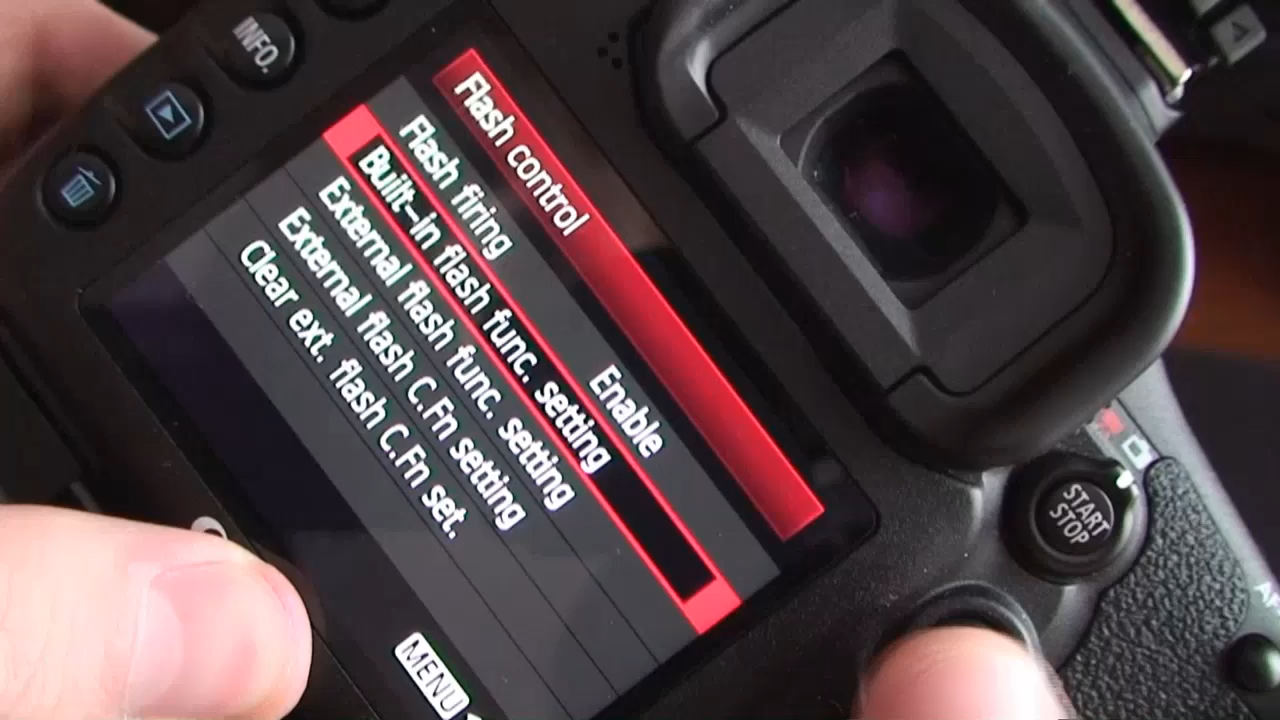 INFO.
Flash control
Flash firing Enable
Built-in flash func. setting
External flash func. setting
External flash C.Fn setting
Clear ext. flash C.Fn set.
MENU
START
STOP